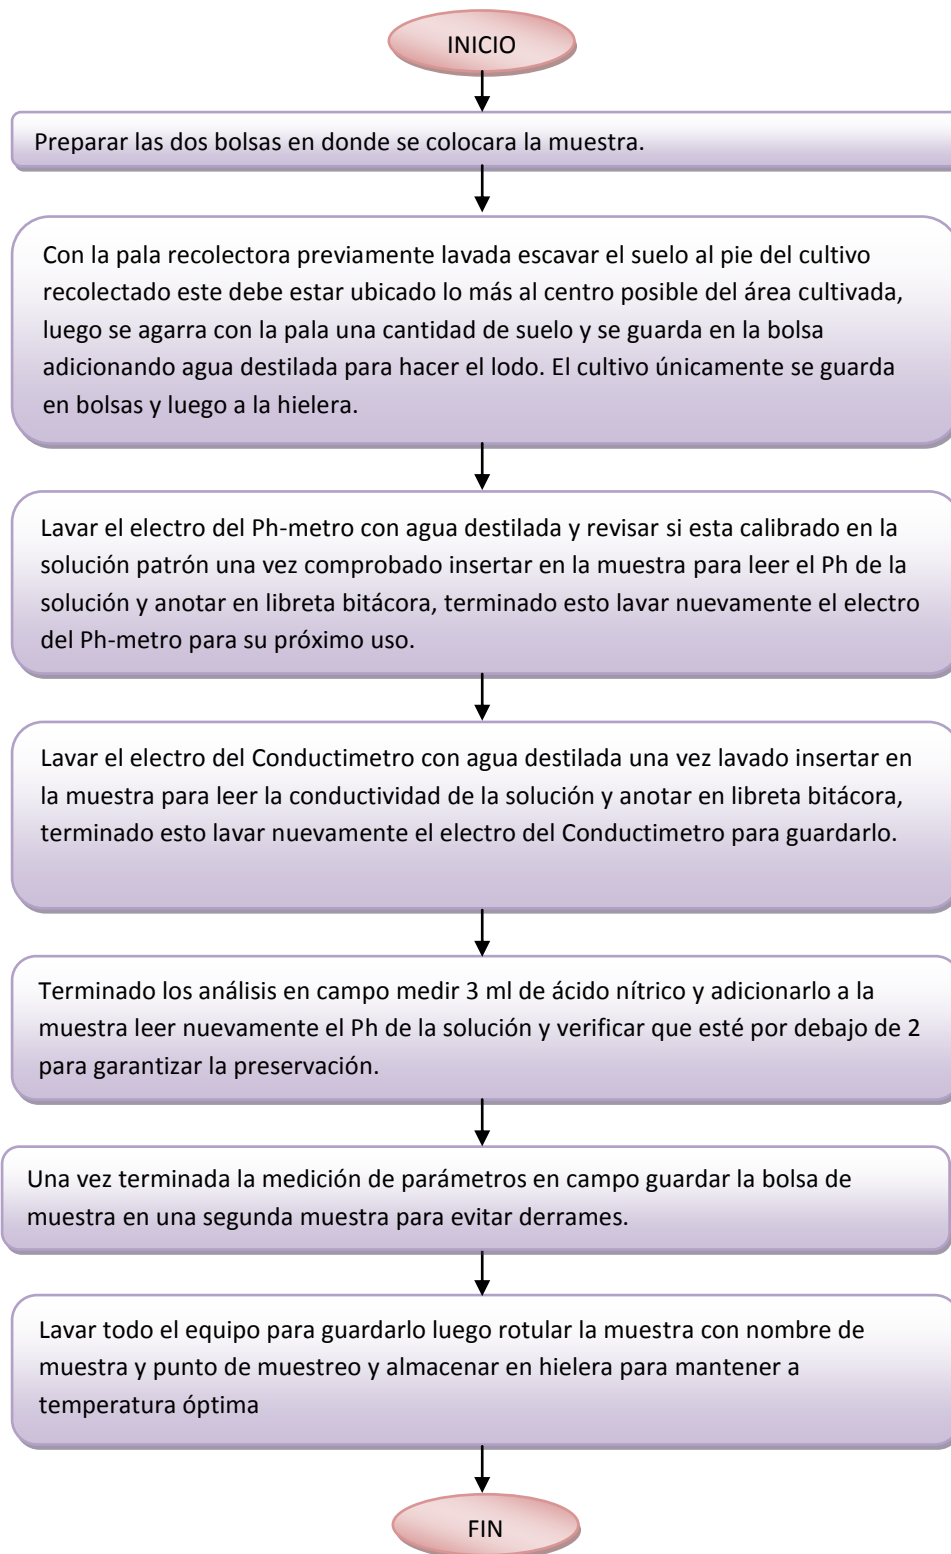 INICIO
Preparar las dos bolsas en donde se colocara la muestra.
Con la pala recolectora previamente lavada escavar el suelo al pie del cultivo
recolectado este debe estar ubicado lo más al centro posible del área cultivada,
luego se agarra con la pala una cantidad de suelo y se guarda en la bolsa
adicionando agua destilada para hacer el lodo. El cultivo únicamente se guarda
en bolsas y luego a la hielera.
Lavar el electro del Ph-metro con agua destilada y revisar si esta calibrado en la
solución patrón una vez comprobado insertar en la muestra para leer el Ph de la
solución y anotar en libreta bitácora, terminado esto lavar nuevamente el electro
del Ph-metro para su próximo uso.
Lavar el electro del Conductimetro con agua destilada una vez lavado insertar en
la muestra para leer la conductividad de la solución y anotar en libreta bitácora,
terminado esto lavar nuevamente el electro del Conductimetro para guardarlo.
Terminado los análisis en campo medir 3 ml de ácido nítrico y adicionarlo a la
muestra leer nuevamente el Ph de la solución y verificar que esté por debajo de 2
para garantizar la preservación.
Una vez terminada la medición de parámetros en campo guardar la bolsa de
muestra en una segunda muestra para evitar derrames.
Lavar todo el equipo para guardarlo luego rotular la muestra con nombre de
muestra y punto de muestreo y almacenar en hielera para mantener a
temperatura óptima
FIN